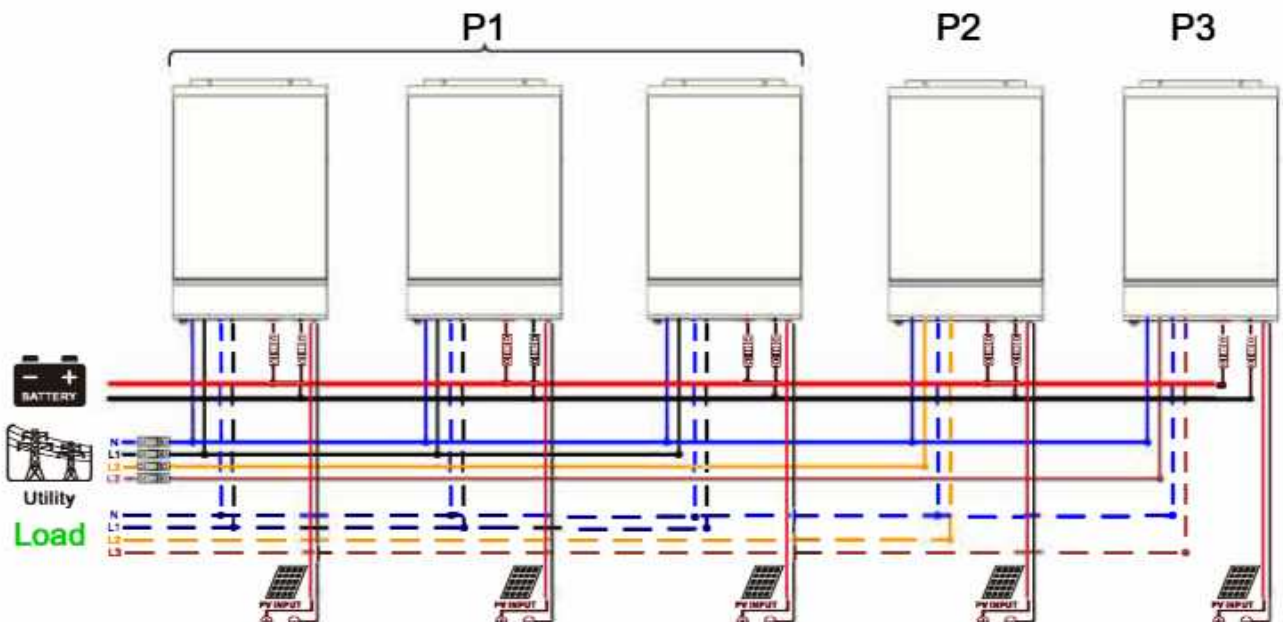 P1 P2 P3
- +
BATTERY
N
L1
L2
L3
Utility
Load
N
L1
L2
L3
PV INPUT PV INPUT PV INPUT PV INPUT PV INPUT